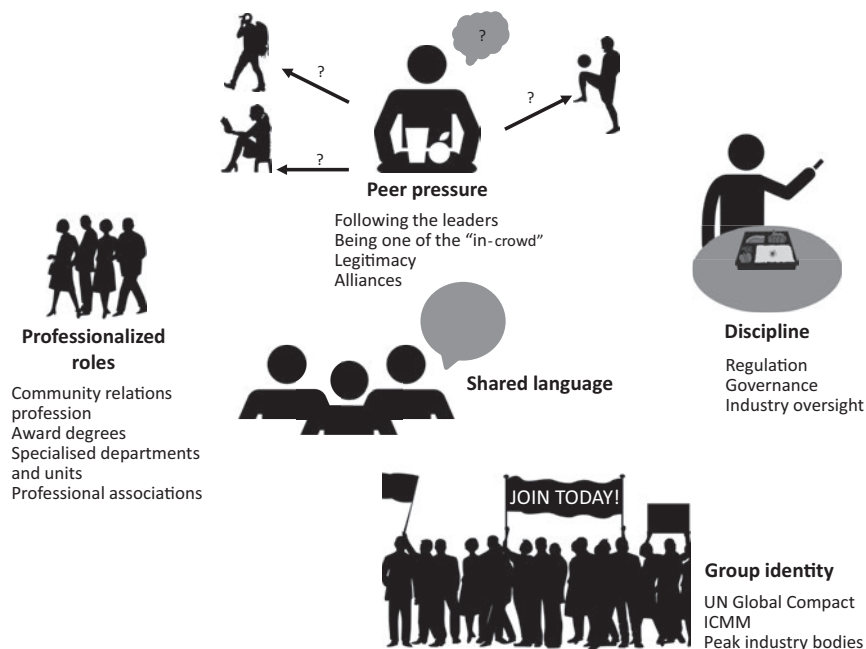 ?
?
?
?
Peer pressure
Following the leaders
Being one of the “in-crowd”
Legitimacy
Alliances
Professionalized
roles
Community relations
profession
Award degrees
Specialised departments
and units
Professional associations
Shared language
Discipline
Regulation
Governance
Industry oversight
JOIN TODAY!
Group identity
UN Global Compact
ICMM
Peak industry bodies